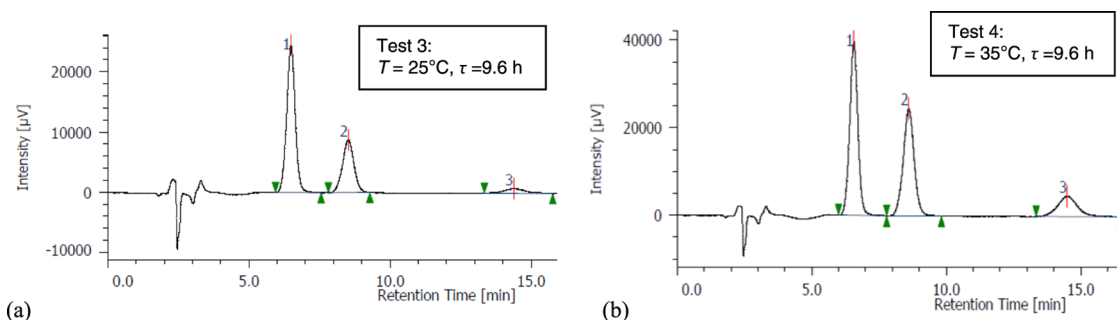 Test 3:
T = 25°C, τ =9.6 h
Intensity [µV]
20000
10000
0
-10000
1
2
3
0.0
5.0
10.0
15.0
Retention Time [min]
(a)
Test 4:
T = 35°C, τ =9.6 h
Intensity [µV]
40000
20000
0
1
2
3
0.0
5.0
10.0
15.0
Retention Time [min]
(b)